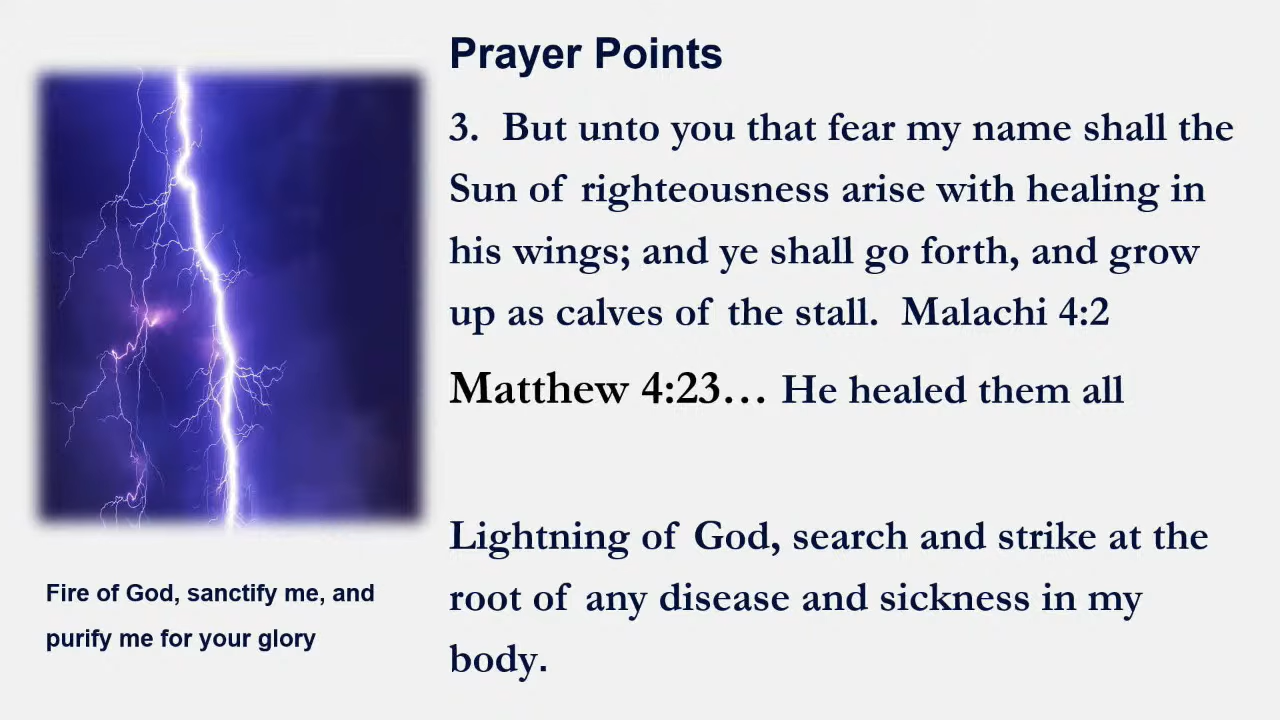 Prayer Points
3. But unto you that fear my name shall the
Sun of righteousness arise with healing in
his wings; and ye shall go forth, and grow
up as calves of the stall. Malachi 4:2
Matthew 4:23… He healed them all
Lightning of God, search and strike at the
root of any disease and sickness in my
body.
Fire of God, sanctify me, and
purify me for your glory